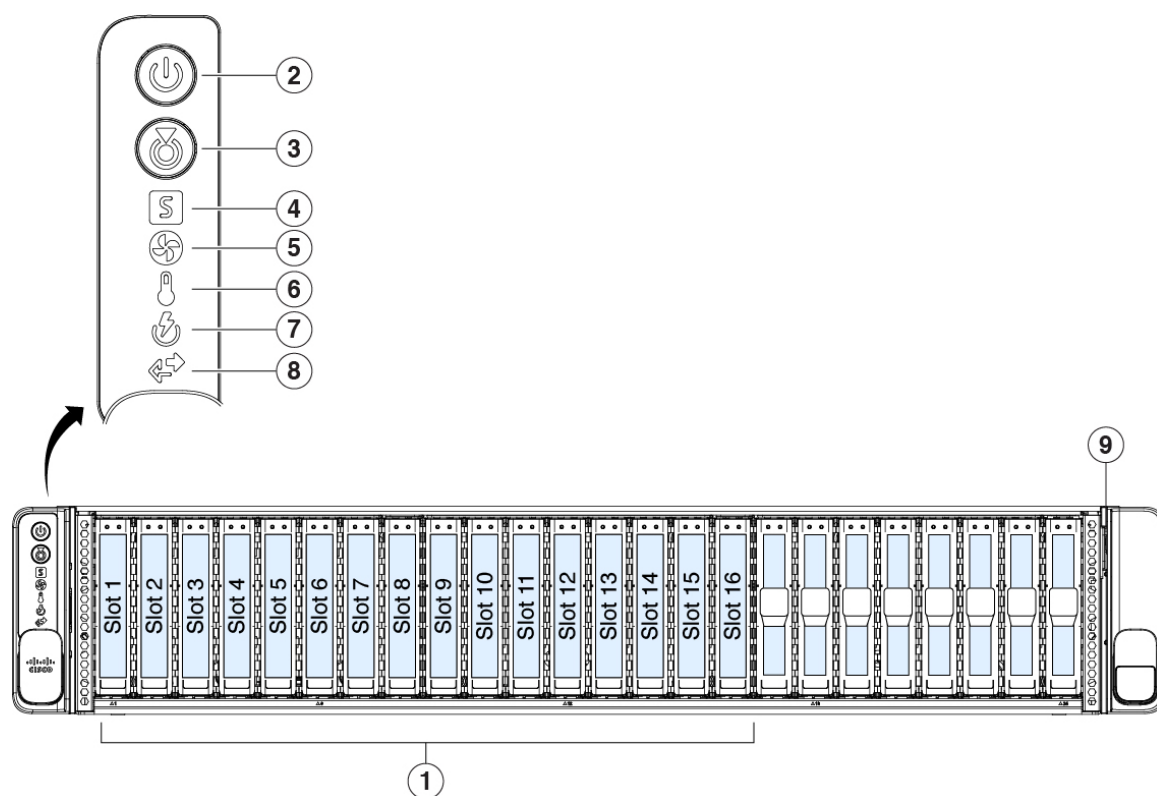 2
3
4
5
6
7
8
9
CISCO
Slot 1
Slot 2
Slot 3
Slot 4
Slot 5
Slot 6
Slot 7
Slot 8
Slot 9
Slot 10
Slot 11
Slot 12
Slot 13
Slot 14
Slot 15
Slot 16
1